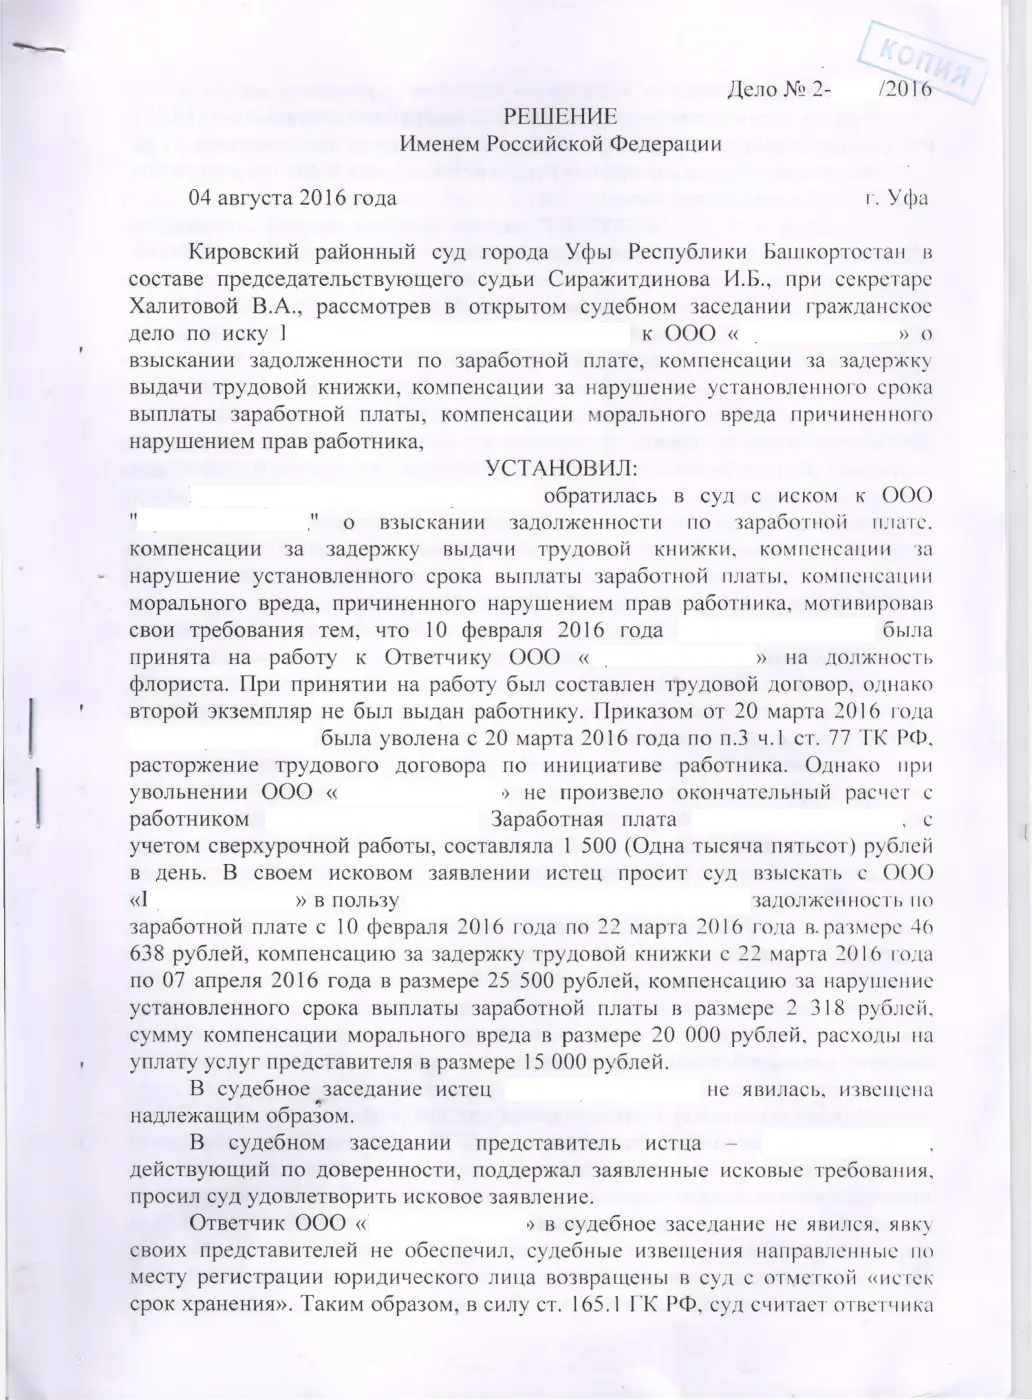 КОПИЯ
Дело № 2- /2016
РЕШЕНИЕ
Именем Российской Федерации
04 августа 2016 года г. Уфа
Кировский районный суд города Уфы Республики Башкортостан в
составе председательствующего судьи Сиражитдинова И.Б., при секретаре
Халитовой В.А., рассмотрев в открытом судебном заседании гражданское
дело по иску к ООО « » о
взыскании задолженности по заработной плате, компенсации за задержку
выдачи трудовой книжки, компенсации за нарушение установленного срока
выплаты заработной платы, компенсации морального вреда причиненного
нарушением прав работника,
УСТАНОВИЛ:
обратилась в суд с иском к ООО
" " о взыскании задолженности по заработной плате,
компенсации за задержку выдачи трудовой книжки, компенсации за
нарушение установленного срока выплаты заработной платы, компенсации
морального вреда, причиненного нарушением прав работника, мотивировав
свои требования тем, что 10 февраля 2016 года была
принята на работу к Ответчику ООО « » на должность
флориста. При принятии на работу был составлен трудовой договор, однако
второй экземпляр не был выдан работнику. Приказом от 20 марта 2016 года
была уволена с 20 марта 2016 года по п.3 ч.1 ст. 77 ТК РФ,
расторжение трудового договора по инициативе работника. Однако при
увольнении ООО « » не произвело окончательный расчет с
работником Заработная плата , с
учетом сверхурочной работы, составляла 1 500 (Одна тысяча пятьсот) рублей
в день. В своем исковом заявлении истец просит суд взыскать с ООО
« » в пользу задолженность по
заработной плате с 10 февраля 2016 года по 22 марта 2016 года в размере 46
638 рублей, компенсацию за задержку трудовой книжки с 22 марта 2016 года
по 07 апреля 2016 года в размере 25 500 рублей, компенсацию за нарушение
установленного срока выплаты заработной платы в размере 2 318 рублей,
сумму компенсации морального вреда в размере 20 000 рублей, расходы на
уплату услуг представителя в размере 15 000 рублей.
В судебное заседание истец не явилась, извещена
надлежащим образом.
В судебном заседании представитель истца – ,
действующий по доверенности, поддержал заявленные исковые требования,
просил суд удовлетворить исковое заявление.
Ответчик ООО « » в судебное заседание не явился, явку
своих представителей не обеспечил, судебные извещения направленные по
месту регистрации юридического лица возвращены в суд с отметкой «истек
срок хранения». Таким образом, в силу ст. 165.1 ГК РФ, суд считает ответчика